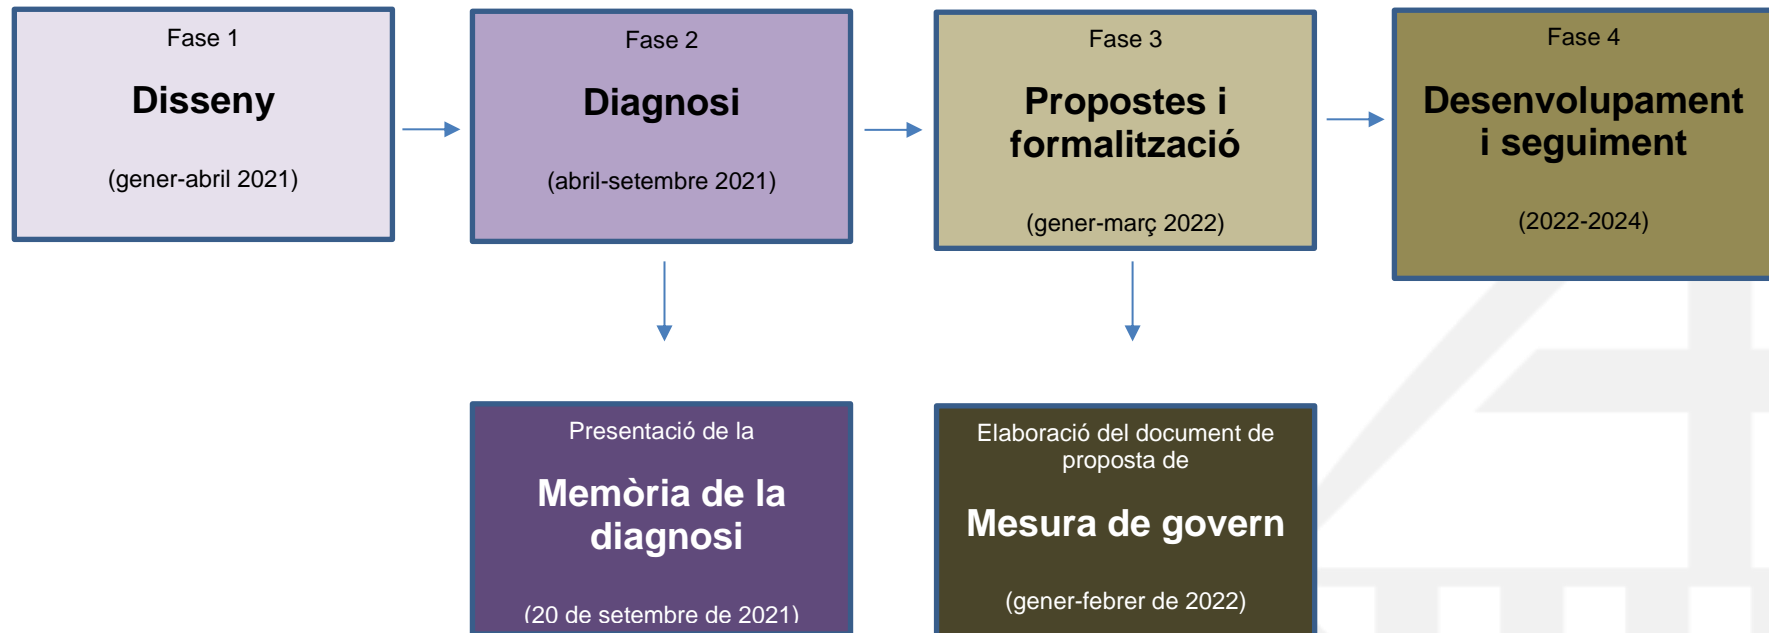 Fase 1
Disseny
(gener-abril 2021)
Fase 2
Diagnosi
(abril-setembre 2021)
Fase 3
Propostes i
formalització
(gener-març 2022)
Fase 4
Desenvolupament
i seguiment
(2022-2024)
Presentació de la
Memòria de la
diagnosi
(20 de setembre de 2021)
Elaboració del document de
proposta de
Mesura de govern
(gener-febrer de 2022)